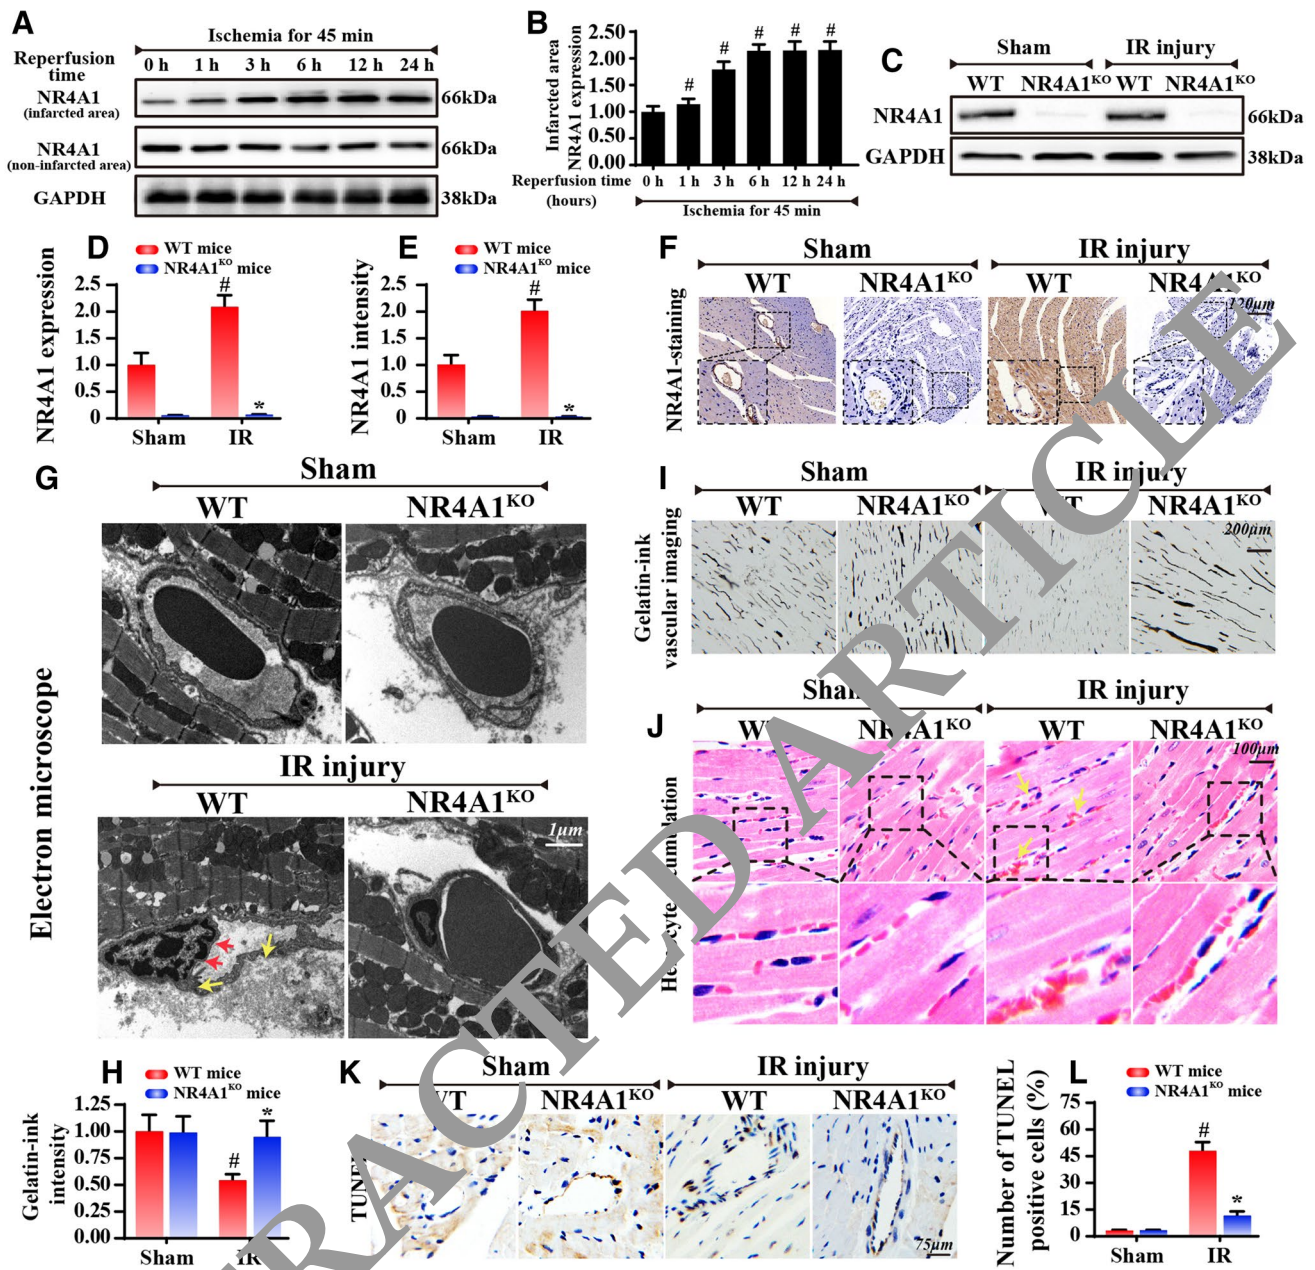 A
Ischemia for 45 min
Reperfusion time
0 h 1 h 3 h 6 h 12 h 24 h
NR4A1 (infarcted area) 66kDa
NR4A1 (non-infarcted area) 66kDa
GAPDH 38kDa
B
Infarcted area NR4A1 expression
2.50
2.00
1.50
1.00
0.50
0.00
# # # # #
Reperfusion time (hours)
0 h 1 h 3 h 6 h 12 h 24 h
Ischemia for 45 min
C
Sham IR injury
WT NR4A1KO WT NR4A1KO
NR4A1 66kDa
GAPDH 38kDa
D
WT mice
NR4A1KO mice
NR4A1 expression
2.5
2.0
1.5
1.0
0.5
0
# *
Sham IR
E
WT mice
NR4A1KO mice
NR4A1 intensity
2.5
2.0
1.5
1.0
0.5
0
# *
Sham IR
F
Sham IR injury
WT NR4A1KO WT NR4A1KO
NR4A1-staining
120μm
G
Sham
WT NR4A1KO
Electron microscope
IR injury
WT NR4A1KO
1μm
I
Sham IR injury
WT NR4A1KO WT NR4A1KO
Gelatin-ink vascular imaging
200μm
J
Sham IR injury
WT NR4A1KO WT NR4A1KO
100μm
H
WT mice
NR4A1KO mice
Gelatin-ink intensity
1.25
1.00
0.75
0.50
0.25
0.00
# *
Sham IR
K
Sham IR injury
WT NR4A1KO WT NR4A1KO
TUNEL
75μm
L
WT mice
NR4A1KO mice
Number of TUNEL positive cells (%)
75
60
45
30
15
0
# *
Sham IR
RACTED ARTICLE